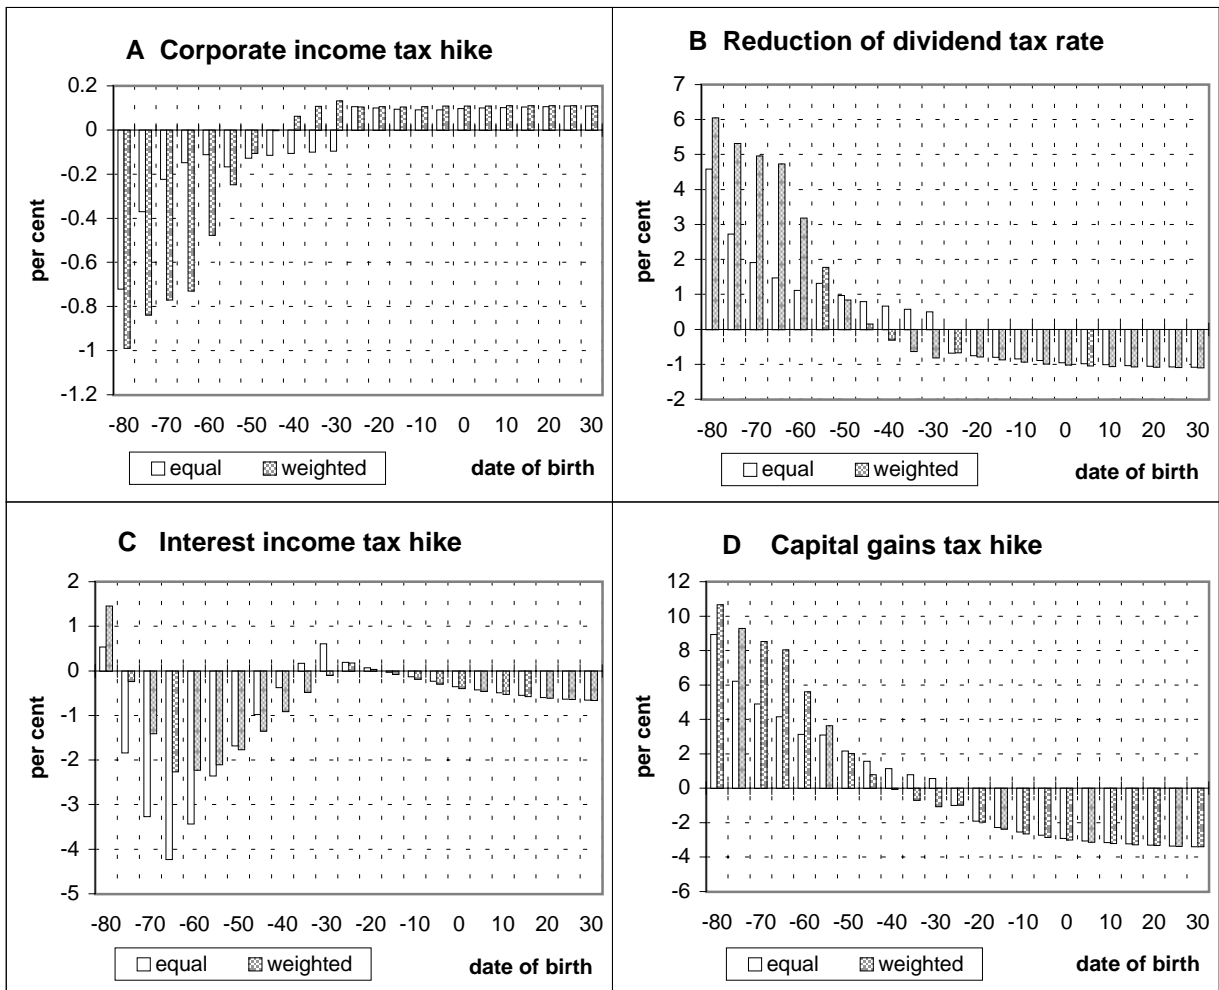 A Corporate income tax hike
per cent
0.2
0
-0.2
-0.4
-0.6
-0.8
-1
-1.2
-80 -70 -60 -50 -40 -30 -20 -10 0 10 20 30
equal weighted
date of birth
B Reduction of dividend tax rate
per cent
7
6
5
4
3
2
1
0
-1
-2
-80 -70 -60 -50 -40 -30 -20 -10 0 10 20 30
equal weighted
date of birth
C Interest income tax hike
per cent
2
1
0
-1
-2
-3
-4
-5
-80 -70 -60 -50 -40 -30 -20 -10 0 10 20 30
equal weighted
date of birth
D Capital gains tax hike
per cent
12
10
8
6
4
2
0
-2
-4
-6
-80 -70 -60 -50 -40 -30 -20 -10 0 10 20 30
equal weighted
date of birth